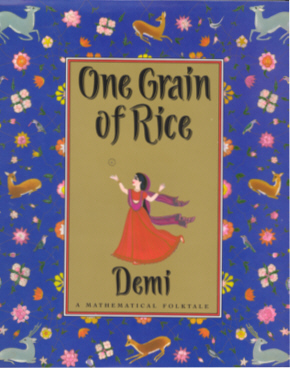 One Grain
of Rice
Demi
A MATHEMATICAL FOLKTALE